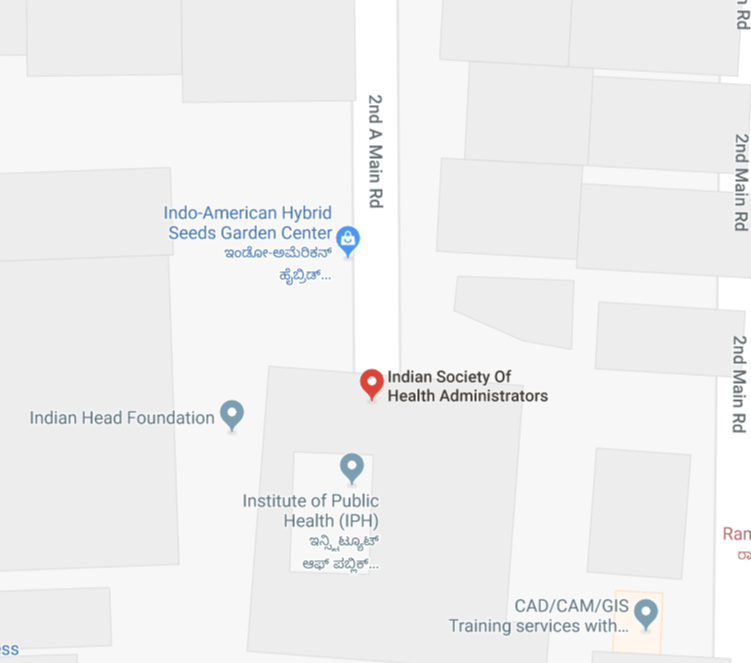 2nd A Main Rd
2nd Main Rd
Indo-American Hybrid
Seeds Garden Center
ಇಂಡೋ-ಅಮೆರಿಕನ್
ಹೈಬ್ರಿಡ್...
2nd Main Rd
Indian Society Of
Health Administrators
Indian Head Foundation
Institute of Public
Health (IPH)
ಇನ್ಸ್ಟಿಟ್ಯೂಟ್
ಆಫ್ ಪಬ್ಲಿಕ್...
CAD/CAM/GIS
Training services with...